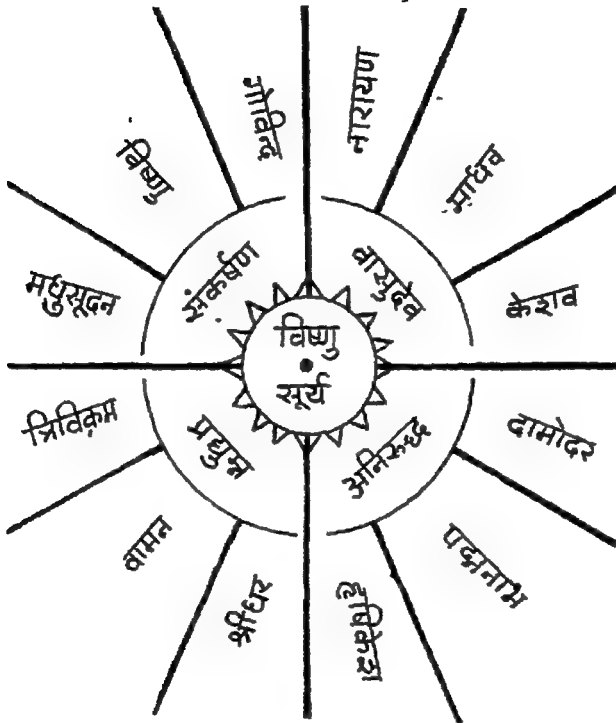 विष्णु
सूर्य
वासुदेव
संकर्षण
प्रद्युम्न
अनिरुध्द
केशव
नारायण
माधव
गोविंद
विष्णु
मधुसूदन
त्रिविक्रम
वामन
श्रीधर
पद्मनाभ
दामोदर